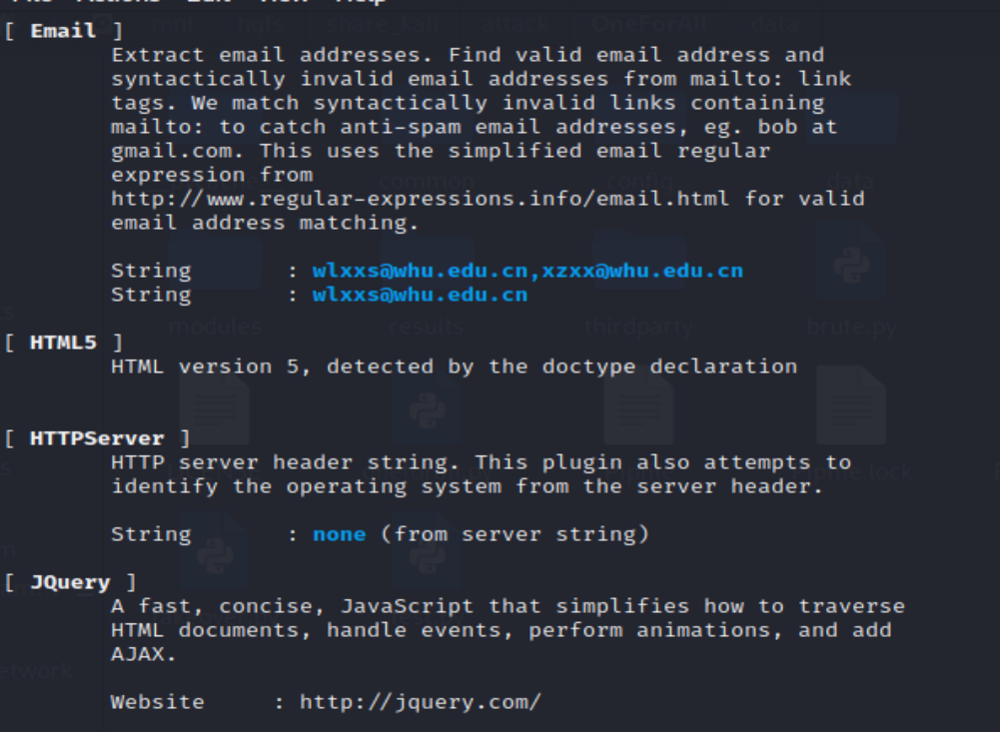 [ Email ]
Extract email addresses. Find valid email address and
syntactically invalid email addresses from mailto: link
tags. We match syntactically invalid links containing
mailto: to catch anti-spam email addresses, eg. bob at
gmail.com. This uses the simplified email regular
expression from
http://www.regular-expressions.info/email.html for valid
email address matching.
String : wlxxs@whu.edu.cn,xzxx@whu.edu.cn
String : wlxxs@whu.edu.cn
modules results thirdparty brute.py
[ HTML5 ]
HTML version 5, detected by the doctype declaration
[ HTTPServer ]
HTTP server header string. This plugin also attempts to
identify the operating system from the server header.
String : none (from server string)
[ JQuery ]
A fast, concise, JavaScript that simplifies how to traverse
HTML documents, handle events, perform animations, and add
AJAX.
Website : http://jquery.com/